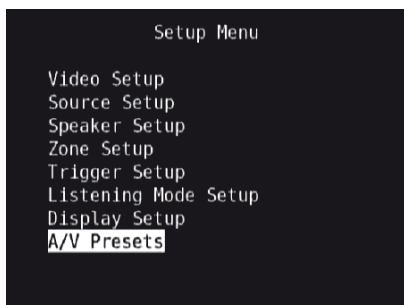 Setup Menu
Video Setup
Source Setup
Speaker Setup
Zone Setup
Trigger Setup
Listening Mode Setup
Display Setup
A/V Presets